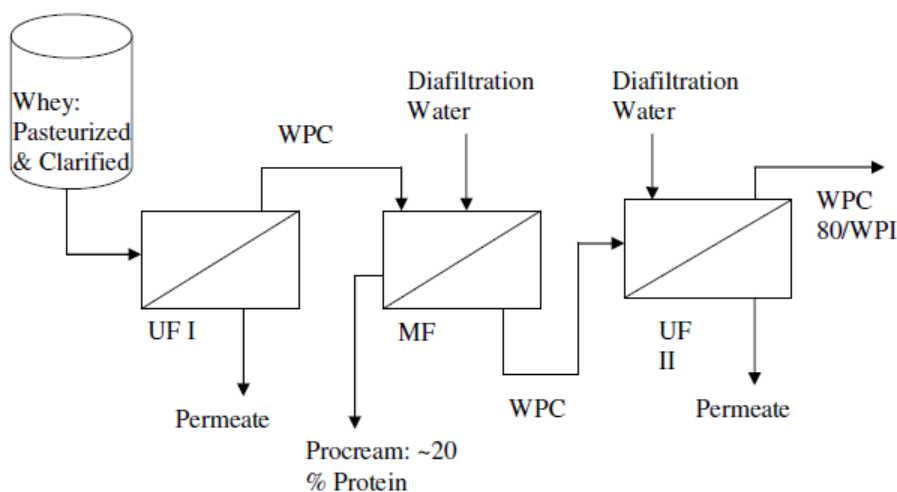 Whey:
Pasteurized
& Clarified
WPC
Diafiltration
Water
Diafiltration
Water
WPC
80/WPI
UF I
MF
UF
II
Permeate
WPC
Permeate
Procream: ~20
% Protein